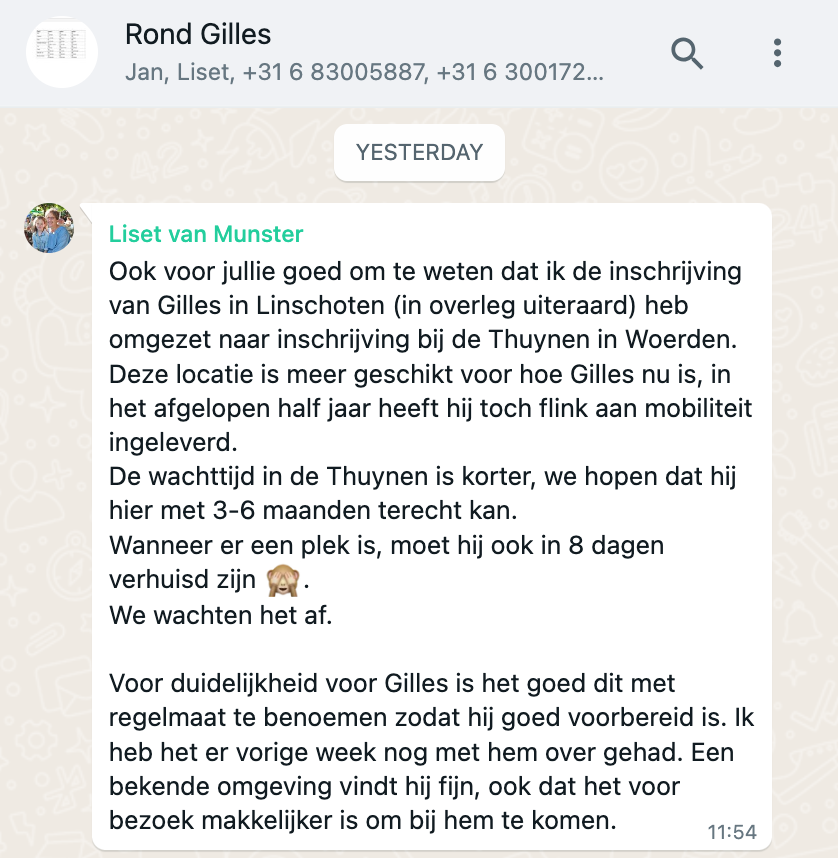 Rond Gilles
Jan, Liset, +31 6 83005887, +31 6 300172...
YESTERDAY
Liset van Munster
Ook voor jullie goed om te weten dat ik de inschrijving
van Gilles in Linschoten (in overleg uiteraard) heb
omgezet naar inschrijving bij de Thuynen in Woerden.
Deze locatie is meer geschikt voor hoe Gilles nu is, in
het afgelopen half jaar heeft hij toch flink aan mobiliteit
ingeleverd.
De wachttijd in de Thuynen is korter, we hopen dat hij
hier met 3-6 maanden terecht kan.
Wanneer er een plek is, moet hij ook in 8 dagen
verhuisd zijn 🙈.
We wachten het af.

Voor duidelijkheid voor Gilles is het goed dit met
regelmaat te benoemen zodat hij goed voorbereid is. Ik
heb het er vorige week nog met hem over gehad. Een
bekende omgeving vindt hij fijn, ook dat het voor
bezoek makkelijker is om bij hem te komen.
11:54